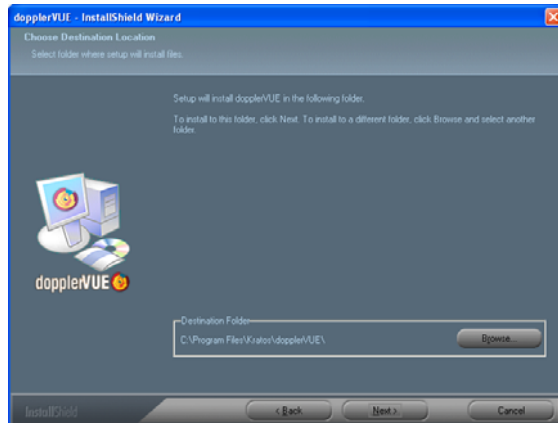 dopplerVUE - InstallShield Wizard
Choose Destination Location
Select folder where setup will install files.
Setup will install dopplerVUE in the following folder.
To install to this folder, click Next. To install to a different folder, click Browse and select another
folder.
dopplerVUE
Destination Folder
C:\Program Files\Kratos\dopplerVUE\
Browse...
InstallShield
< Back
Next >
Cancel